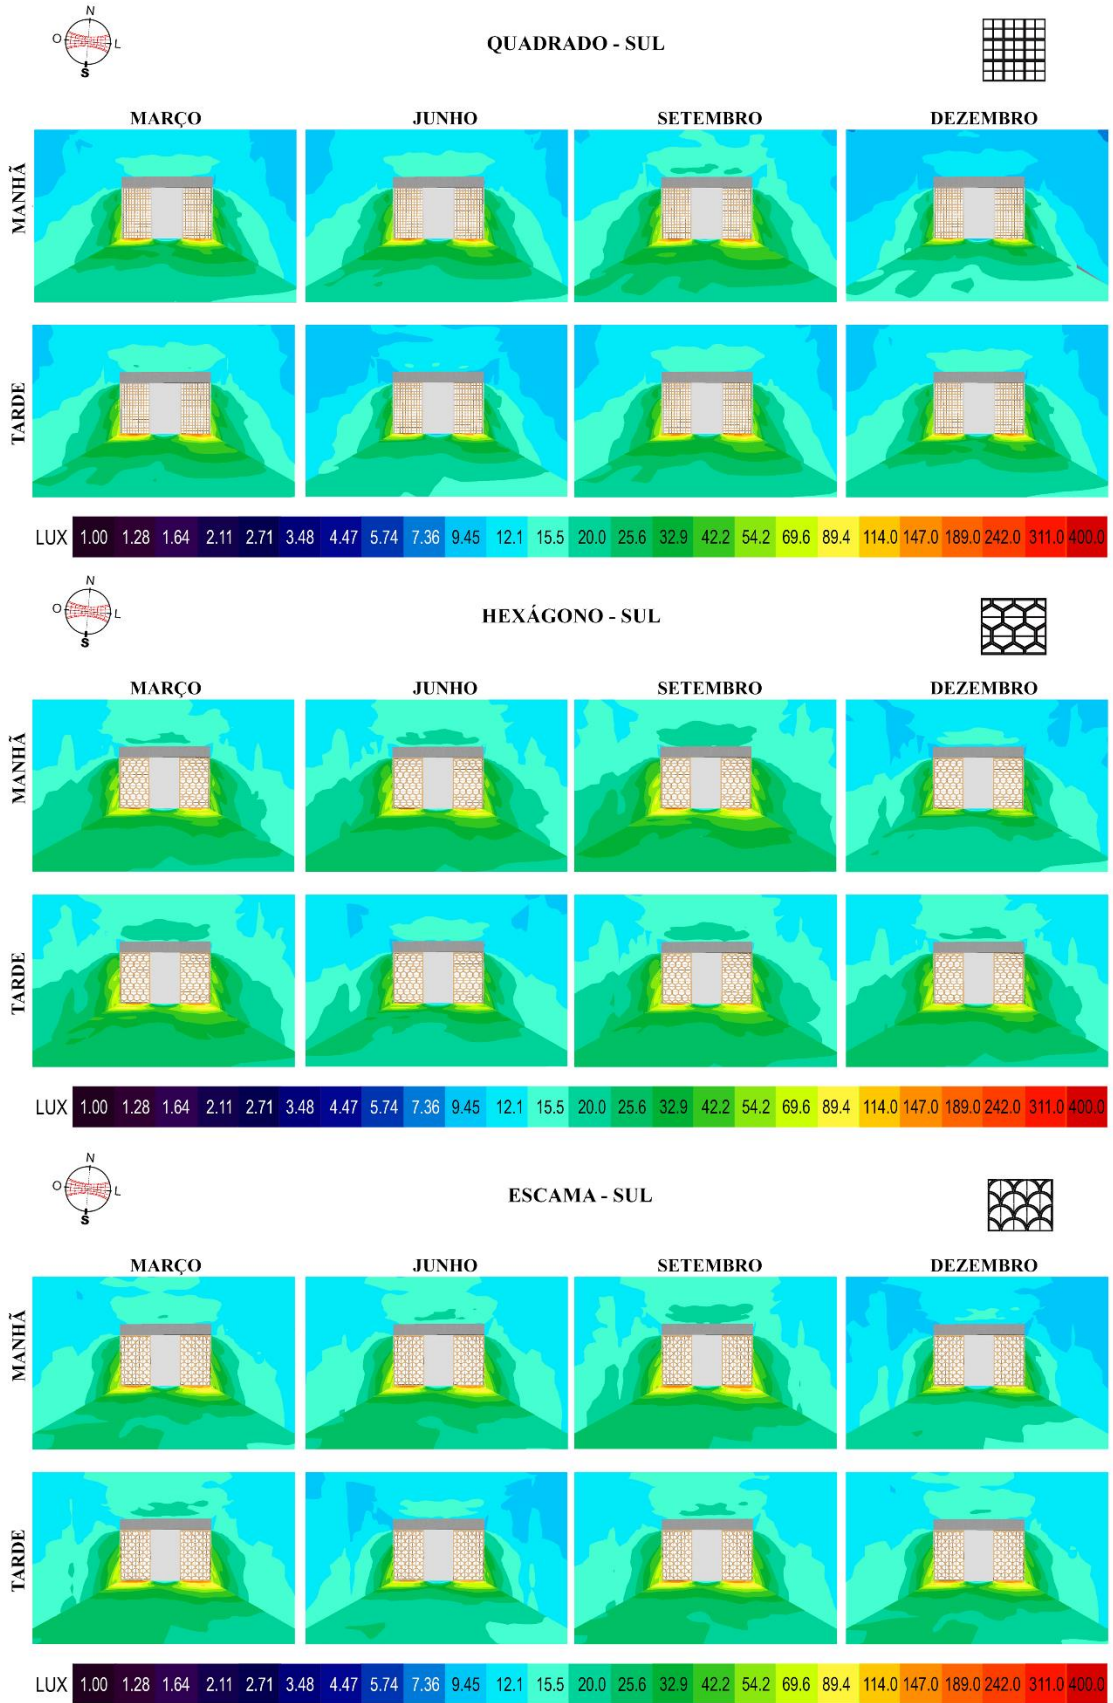 N
O L
S
QUADRADO - SUL
MARÇO JUNHO SETEMBRO DEZEMBRO
MANHÃ
TARDE
LUX 1.00 1.28 1.64 2.11 2.71 3.48 4.47 5.74 7.36 9.45 12.1 15.5 20.0 25.6 32.9 42.2 54.2 69.6 89.4 114.0 147.0 189.0 242.0 311.0 400.0
N
O L
S
HEXÁGONO - SUL
MARÇO JUNHO SETEMBRO DEZEMBRO
MANHÃ
TARDE
LUX 1.00 1.28 1.64 2.11 2.71 3.48 4.47 5.74 7.36 9.45 12.1 15.5 20.0 25.6 32.9 42.2 54.2 69.6 89.4 114.0 147.0 189.0 242.0 311.0 400.0
N
O L
S
ESCAMA - SUL
MARÇO JUNHO SETEMBRO DEZEMBRO
MANHÃ
TARDE
LUX 1.00 1.28 1.64 2.11 2.71 3.48 4.47 5.74 7.36 9.45 12.1 15.5 20.0 25.6 32.9 42.2 54.2 69.6 89.4 114.0 147.0 189.0 242.0 311.0 400.0